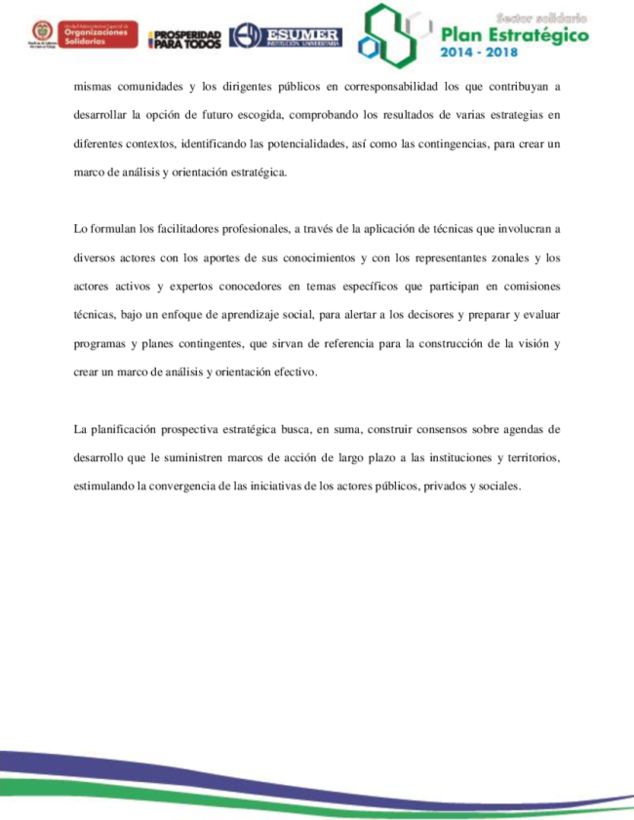 Unidad Administrativa Especial de
Organizaciones
Solidarias
PROSPERIDAD
PARA TODOS
ESUMER
INSTITUCIÓN UNIVERSITARIA
Sector solidario
Plan Estratégico
2014 - 2018
mismas comunidades y los dirigentes públicos en corresponsabilidad los que contribuyan a
desarrollar la opción de futuro escogida, comprobando los resultados de varias estrategias en
diferentes contextos, identificando las potencialidades, así como las contingencias, para crear un
marco de análisis y orientación estratégica.
Lo formulan los facilitadores profesionales, a través de la aplicación de técnicas que involucran a
diversos actores con los aportes de sus conocimientos y con los representantes zonales y los
actores activos y expertos conocedores en temas específicos que participan en comisiones
técnicas, bajo un enfoque de aprendizaje social, para alertar a los decisores y preparar y evaluar
programas y planes contingentes, que sirvan de referencia para la construcción de la visión y
crear un marco de análisis y orientación efectivo.
La planificación prospectiva estratégica busca, en suma, construir consensos sobre agendas de
desarrollo que le suministren marcos de acción de largo plazo a las instituciones y territorios,
estimulando la convergencia de las iniciativas de los actores públicos, privados y sociales.